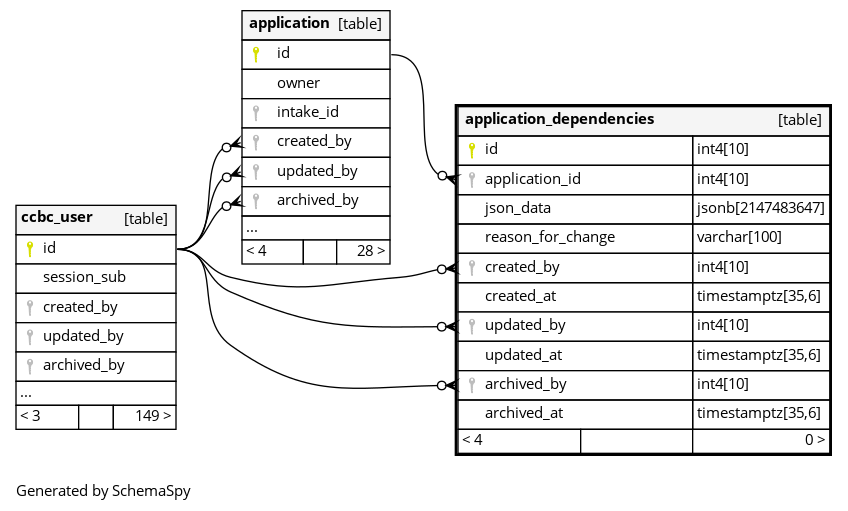 application [table]
id
owner
intake_id
created_by
updated_by
archived_by
...
< 4 28 >
application_dependencies [table]
id int4[10]
application_id int4[10]
json_data jsonb[2147483647]
reason_for_change varchar[100]
created_by int4[10]
created_at timestamptz[35,6]
updated_by int4[10]
updated_at timestamptz[35,6]
archived_by int4[10]
archived_at timestamptz[35,6]
< 4 0 >
ccbc_user [table]
id
session_sub
created_by
updated_by
archived_by
...
< 3 149 >
Generated by SchemaSpy